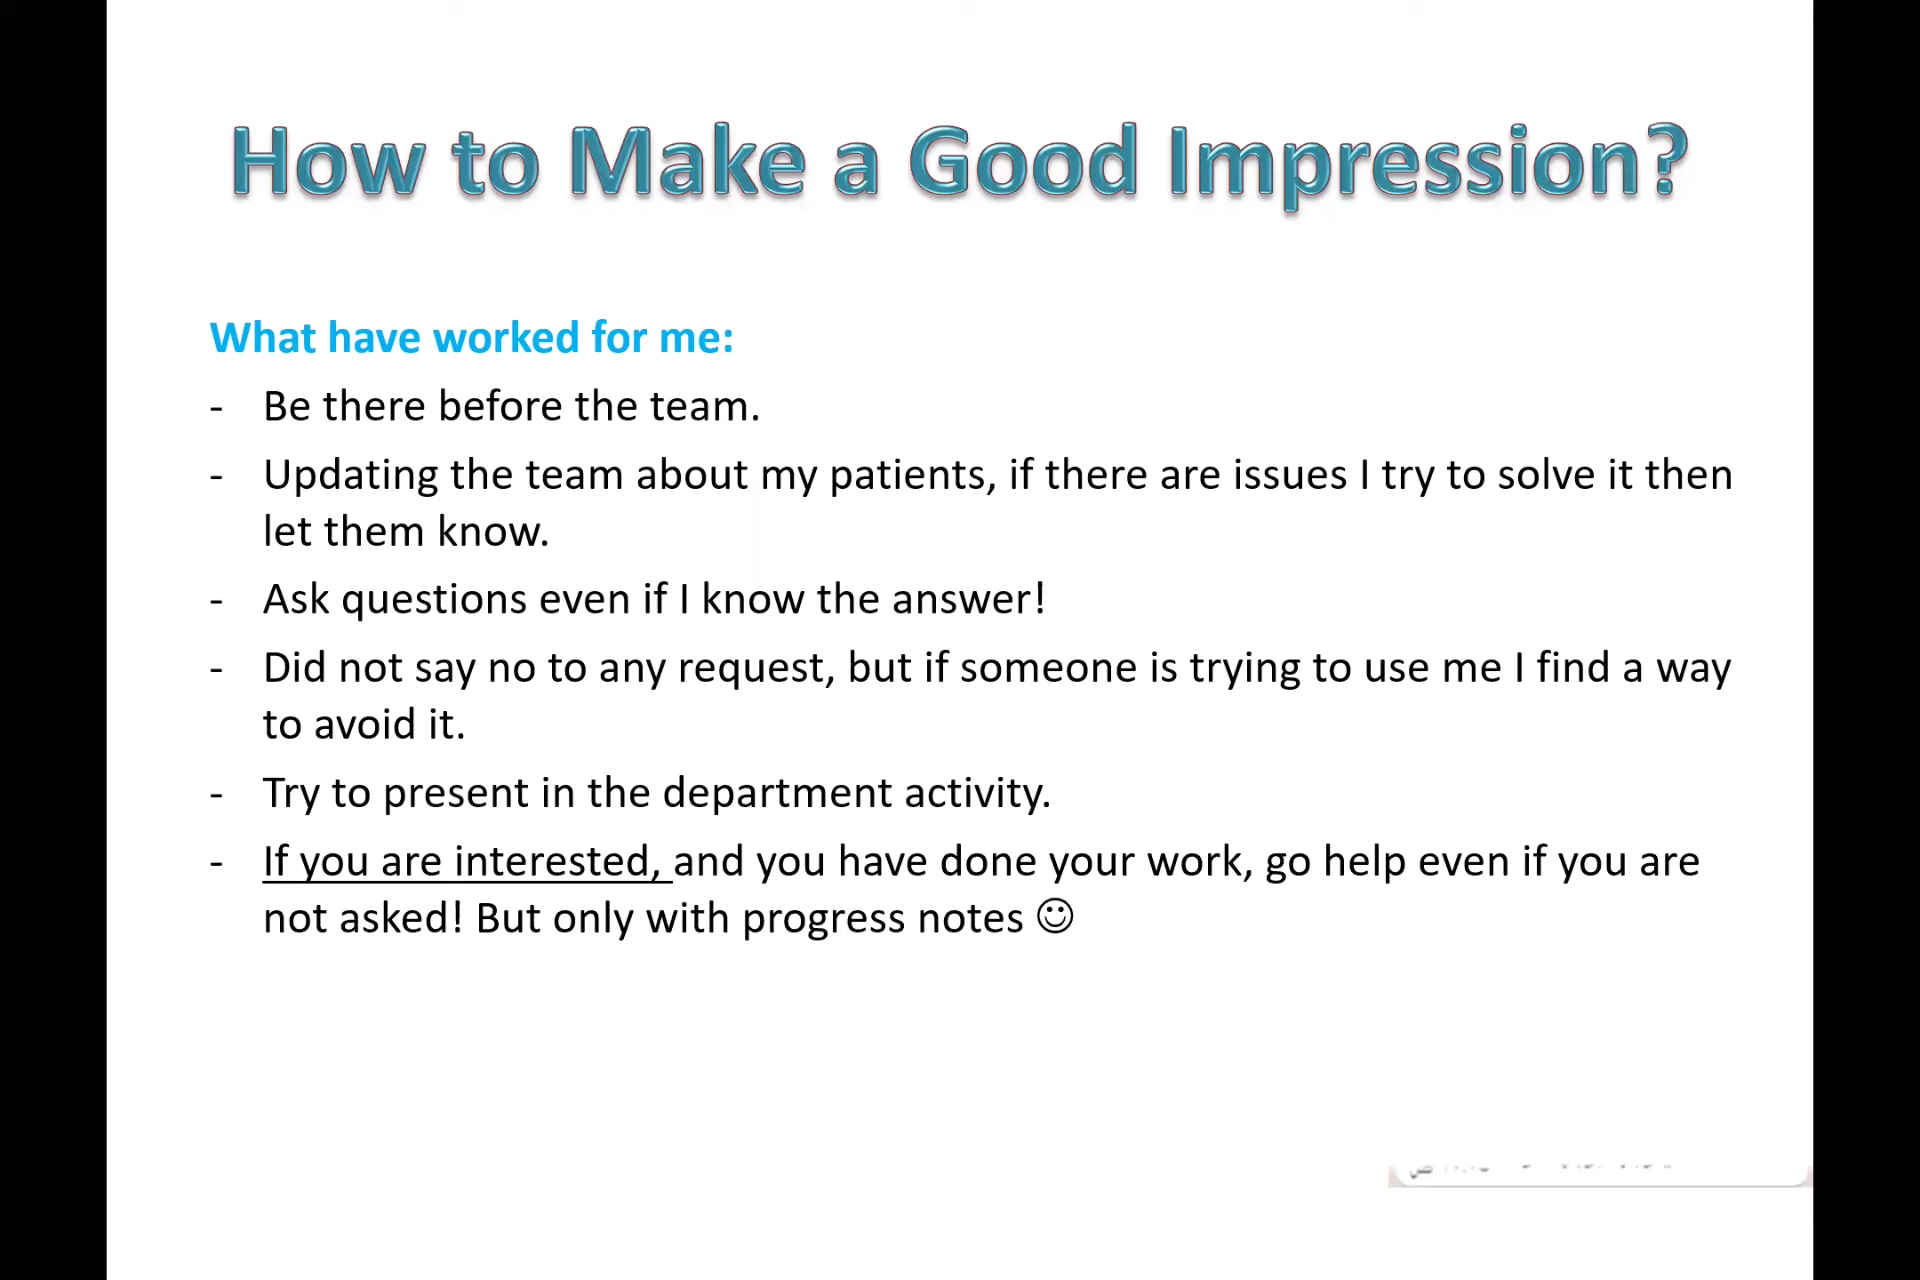 How to Make a Good Impression?
What have worked for me:
- Be there before the team.
- Updating the team about my patients, if there are issues I try to solve it then
let them know.
- Ask questions even if I know the answer!
- Did not say no to any request, but if someone is trying to use me I find a way
to avoid it.
- Try to present in the department activity.
- If you are interested, and you have done your work, go help even if you are
not asked! But only with progress notes ☺